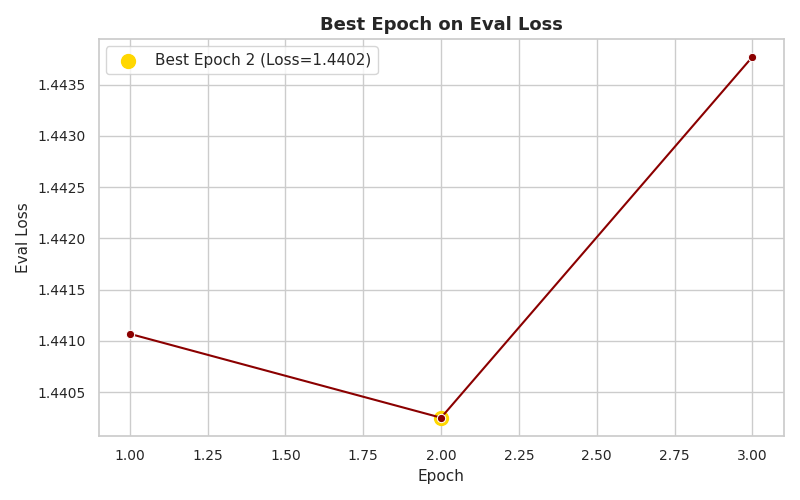 Best Epoch on Eval Loss
Best Epoch 2 (Loss=1.4402)
Eval Loss
1.4435
1.4430
1.4425
1.4420
1.4415
1.4410
1.4405
1.00 1.25 1.50 1.75 2.00 2.25 2.50 2.75 3.00
Epoch